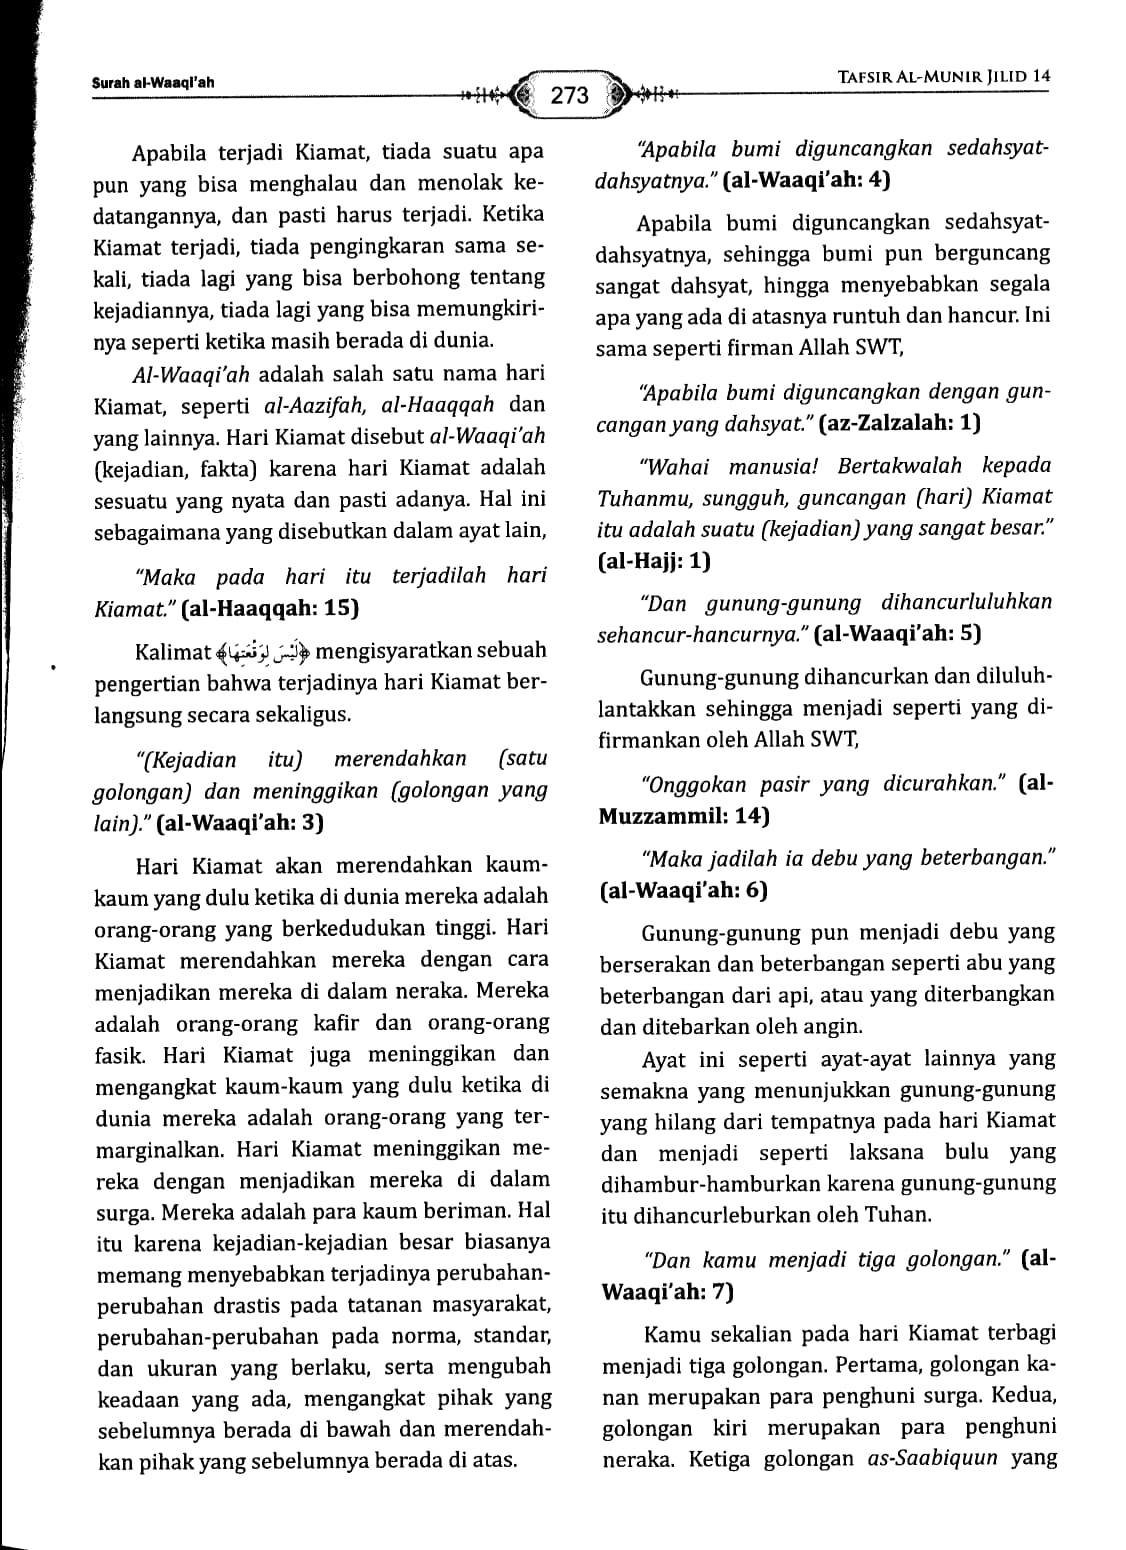 Surah al-Waaqi'ah
273
TAFSIR AL-MUNIR JILID 14
Apabila terjadi Kiamat, tiada suatu apa
pun yang bisa menghalau dan menolak ke-
datangannya, dan pasti harus terjadi. Ketika
Kiamat terjadi, tiada pengingkaran sama se-
kali, tiada lagi yang bisa berbohong tentang
kejadiannya, tiada lagi yang bisa memungkiri-
nya seperti ketika masih berada di dunia.
Al-Waaqi'ah adalah salah satu nama hari
Kiamat, seperti al-Aazifah, al-Haaqqah dan
yang lainnya. Hari Kiamat disebut al-Waaqi'ah
(kejadian, fakta) karena hari Kiamat adalah
sesuatu yang nyata dan pasti adanya. Hal ini
sebagaimana yang disebutkan dalam ayat lain,
"Maka pada hari itu terjadilah hari
Kiamat." (al-Haaqqah: 15)
Kalimat ﴿لَيْسَ لِوَقْعَتِهَا﴾ mengisyaratkan sebuah
pengertian bahwa terjadinya hari Kiamat ber-
langsung secara sekaligus.
"(Kejadian itu) merendahkan (satu
golongan) dan meninggikan (golongan yang
lain)." (al-Waaqi'ah: 3)
Hari Kiamat akan merendahkan kaum-
kaum yang dulu ketika di dunia mereka adalah
orang-orang yang berkedudukan tinggi. Hari
Kiamat merendahkan mereka dengan cara
menjadikan mereka di dalam neraka. Mereka
adalah orang-orang kafir dan orang-orang
fasik. Hari Kiamat juga meninggikan dan
mengangkat kaum-kaum yang dulu ketika di
dunia mereka adalah orang-orang yang ter-
marginalkan. Hari Kiamat meninggikan me-
reka dengan menjadikan mereka di dalam
surga. Mereka adalah para kaum beriman. Hal
itu karena kejadian-kejadian besar biasanya
memang menyebabkan terjadinya perubahan-
perubahan drastis pada tatanan masyarakat,
perubahan-perubahan pada norma, standar,
dan ukuran yang berlaku, serta mengubah
keadaan yang ada, mengangkat pihak yang
sebelumnya berada di bawah dan merendah-
kan pihak yang sebelumnya berada di atas.
"Apabila bumi diguncangkan sedahsyat-
dahsyatnya." (al-Waaqi'ah: 4)
Apabila bumi diguncangkan sedahsyat-
dahsyatnya, sehingga bumi pun berguncang
sangat dahsyat, hingga menyebabkan segala
apa yang ada di atasnya runtuh dan hancur. Ini
sama seperti firman Allah SWT,
"Apabila bumi diguncangkan dengan gun-
cangan yang dahsyat." (az-Zalzalah: 1)
"Wahai manusia! Bertakwalah kepada
Tuhanmu, sungguh, guncangan (hari) Kiamat
itu adalah suatu (kejadian) yang sangat besar."
(al-Hajj: 1)
"Dan gunung-gunung dihancurluluhkan
sehancur-hancurnya." (al-Waaqi'ah: 5)
Gunung-gunung dihancurkan dan diluluh-
lantakkan sehingga menjadi seperti yang di-
firmankan oleh Allah SWT,
"Onggokan pasir yang dicurahkan." (al-
Muzzammil: 14)
"Maka jadilah ia debu yang beterbangan."
(al-Waaqi'ah: 6)
Gunung-gunung pun menjadi debu yang
berserakan dan beterbangan seperti abu yang
beterbangan dari api, atau yang diterbangkan
dan ditebarkan oleh angin.
Ayat ini seperti ayat-ayat lainnya yang
semakna yang menunjukkan gunung-gunung
yang hilang dari tempatnya pada hari Kiamat
dan menjadi seperti laksana bulu yang
dihambur-hamburkan karena gunung-gunung
itu dihancurleburkan oleh Tuhan.
"Dan kamu menjadi tiga golongan." (al-
Waaqi'ah: 7)
Kamu sekalian pada hari Kiamat terbagi
menjadi tiga golongan. Pertama, golongan ka-
nan merupakan para penghuni surga. Kedua,
golongan kiri merupakan para penghuni
neraka. Ketiga golongan as-Saabiquun yang